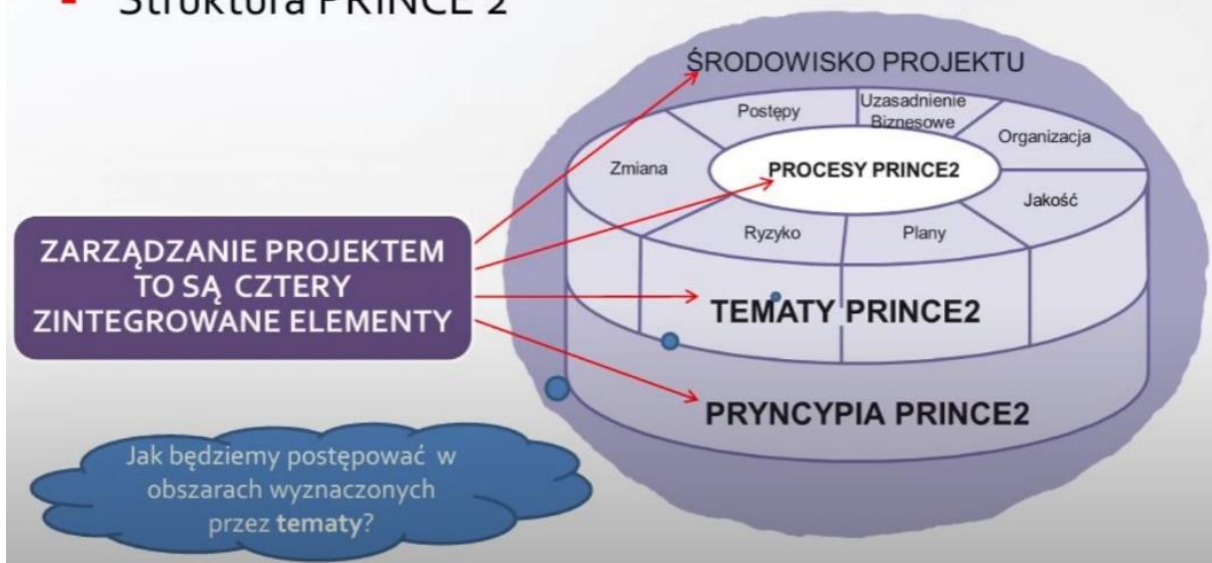 - Struktura PRINCE 2
ŚRODOWISKO PROJEKTU
Postępy
Uzasadnienie
Biznesowe
Organizacja
Zmiana
PROCESY PRINCE2
Jakość
Ryzyko
Plany
ZARZĄDZANIE PROJEKTEM
TO SĄ CZTERY
ZINTEGROWANE ELEMENTY
TEMATY PRINCE2
PRYNCYPIA PRINCE2
Jak będziemy postępować w
obszarach wyznaczonych
przez tematy?